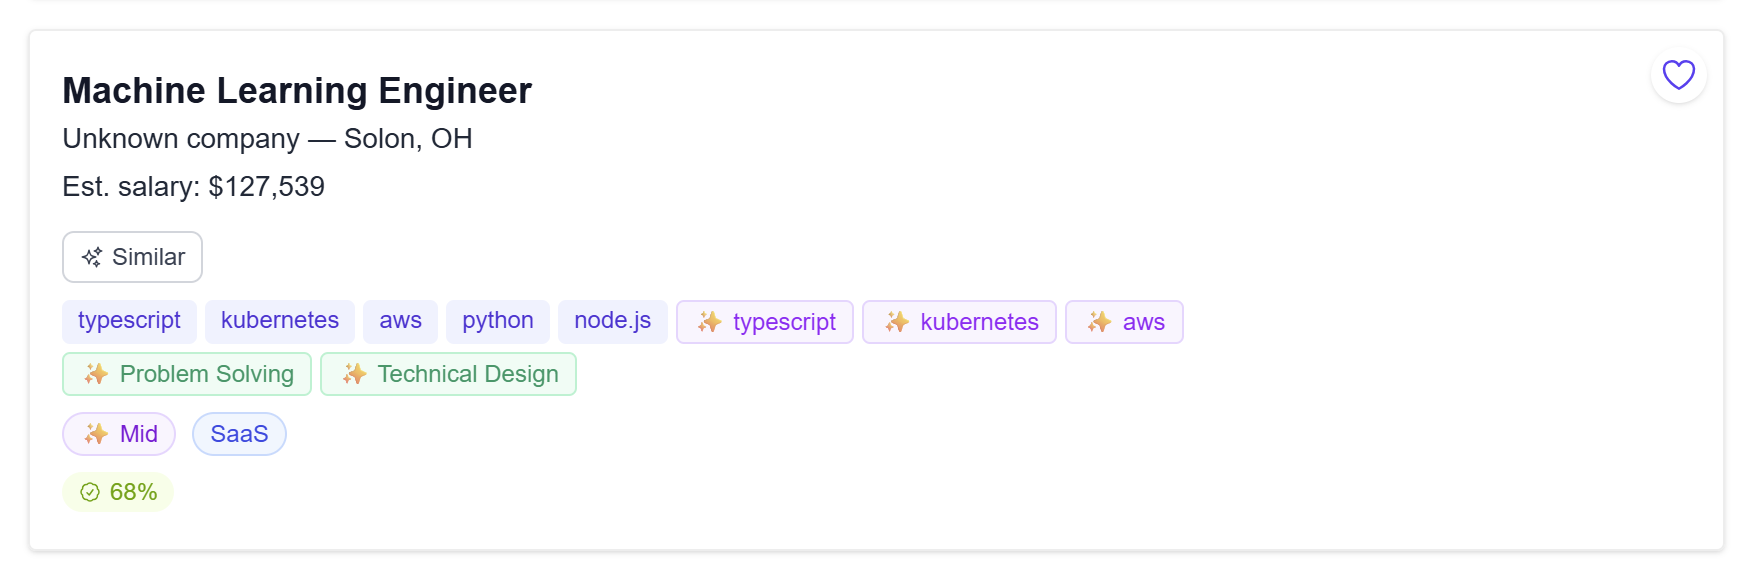 Machine Learning Engineer
Unknown company — Solon, OH
Est. salary: $127,539
Similar
typescript kubernetes aws python node.js typescript kubernetes aws
Problem Solving Technical Design
Mid SaaS
68%